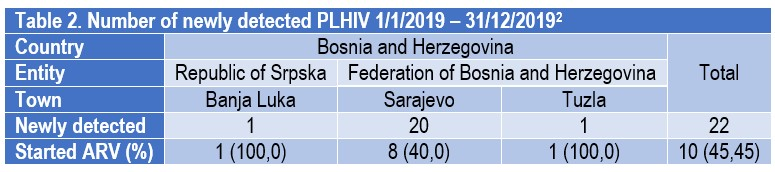 Table 2. Number of newly detected PLHIV 1/1/2019 – 31/12/2019²
Country Bosnia and Herzegovina Total
Entity Republic of Srpska Federation of Bosnia and Herzegovina
Town Banja Luka Sarajevo Tuzla
Newly detected 1 20 1 22
Started ARV (%) 1 (100,0) 8 (40,0) 1 (100,0) 10 (45,45)